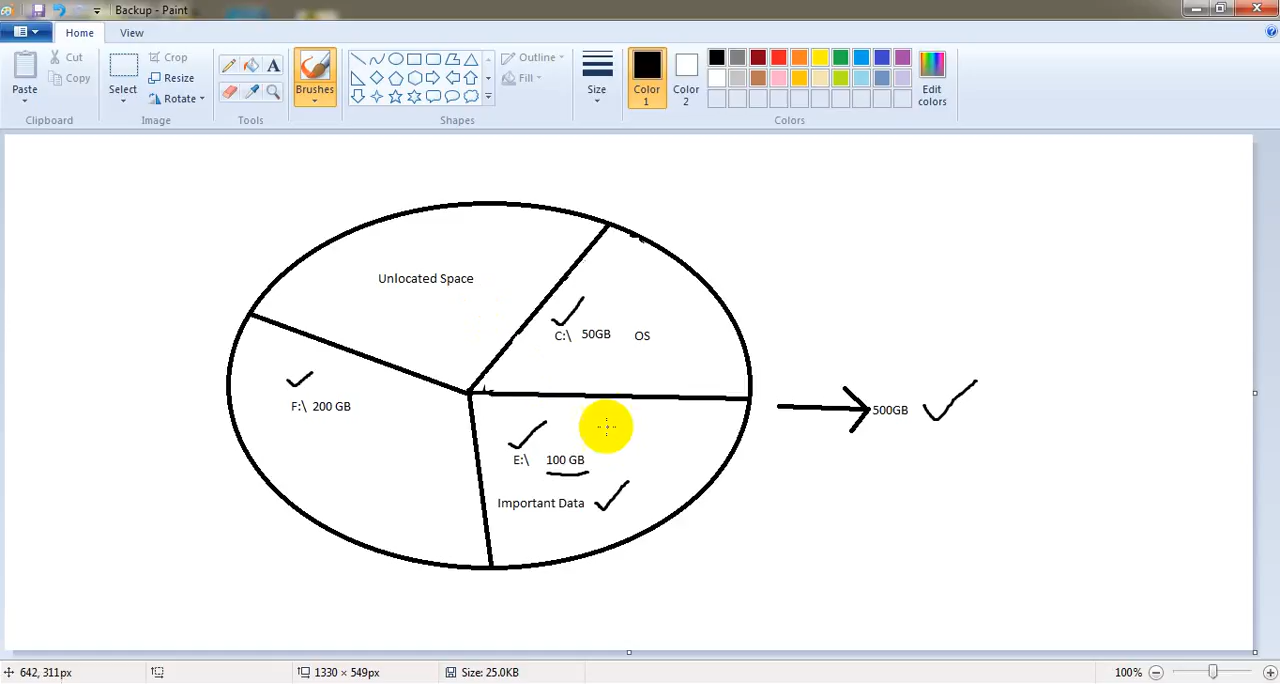 Backup - Paint
Home
View
Paste
Cut
Copy
Clipboard
Select
Crop
Resize
Rotate
Image
A
Tools
Brushes
Outline
Fill
Shapes
Size
Color 1
Color 2
Edit colors
Colors
Unlocated Space
C:\ 50GB OS
F:\ 200 GB
500GB
E:\ 100 GB
Important Data
642, 311px
1330 × 549px
Size: 25.0KB
100%